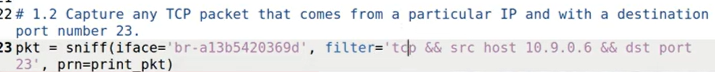 22 # 1.2 Capture any TCP packet that comes from a particular IP and with a destination
port number 23.
23 pkt = sniff(iface='br-a13b5420369d', filter='tcp && src host 10.9.0.6 && dst port
23', prn=print_pkt)